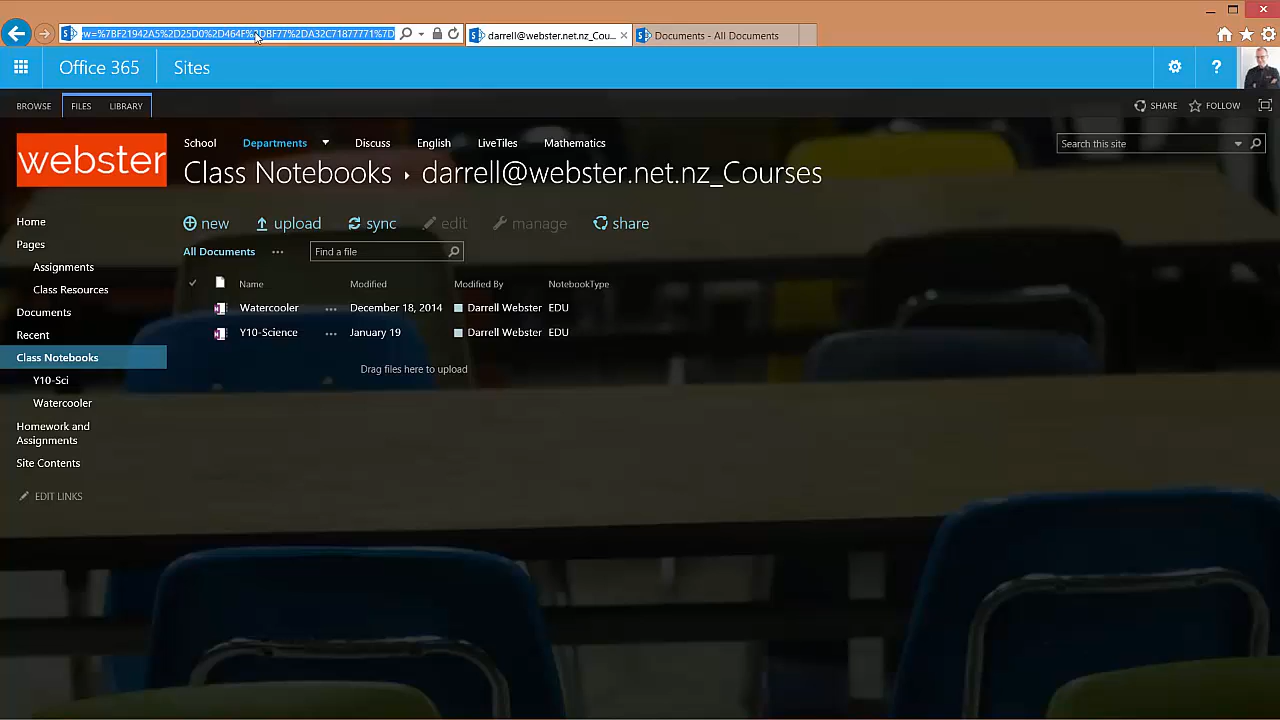 ew=%7BF21942A5%2D25D0%2D464F%2DBF77%2DA32C71877771%7D
darrell@webster.net.nz_Cou...
Documents - All Documents
Office 365
Sites
?
BROWSE
FILES
LIBRARY
SHARE
FOLLOW
webster
School
Departments
Discuss
English
LiveTiles
Mathematics
Search this site
Class Notebooks ▸ darrell@webster.net.nz_Courses
new
upload
sync
edit
manage
share
All Documents
...
Find a file
Name
Modified
Modified By
NotebookType
Watercooler ... December 18, 2014 Darrell Webster EDU
Y10-Science ... January 19 Darrell Webster EDU
Drag files here to upload
Home
Pages
Assignments
Class Resources
Documents
Recent
Class Notebooks
Y10-Sci
Watercooler
Homework and
Assignments
Site Contents
EDIT LINKS